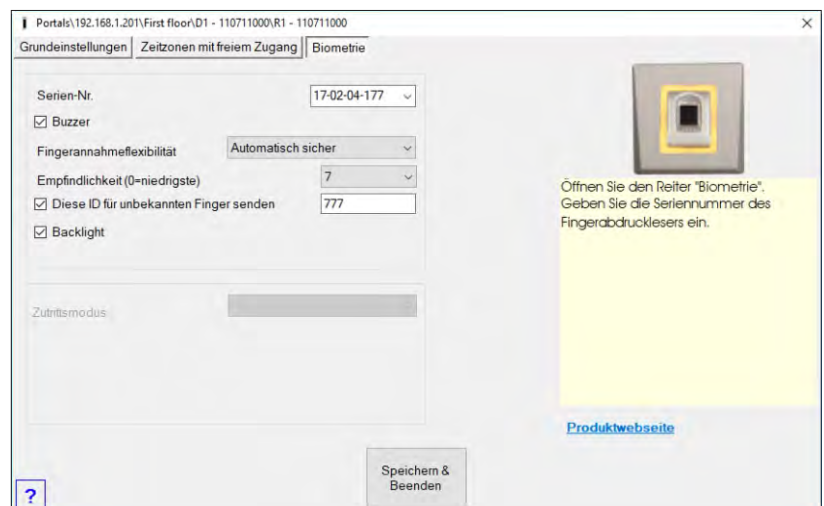 Portals\192.168.1.201\First floor\D1 - 110711000\R1 - 110711000
Grundeinstellungen Zeitzonen mit freiem Zugang Biometrie
Serien-Nr. 17-02-04-177
Buzzer
Fingerannahmeflexibilität Automatisch sicher
Empfindlichkeit (0=niedrigste) 7
Diese ID für unbekannten Finger senden 777
Backlight
Zutrittsmodus
Öffnen Sie den Reiter "Biometrie".
Geben Sie die Seriennummer des
Fingerabdrucklesers ein.
Produktwebseite
Speichern &
Beenden
?